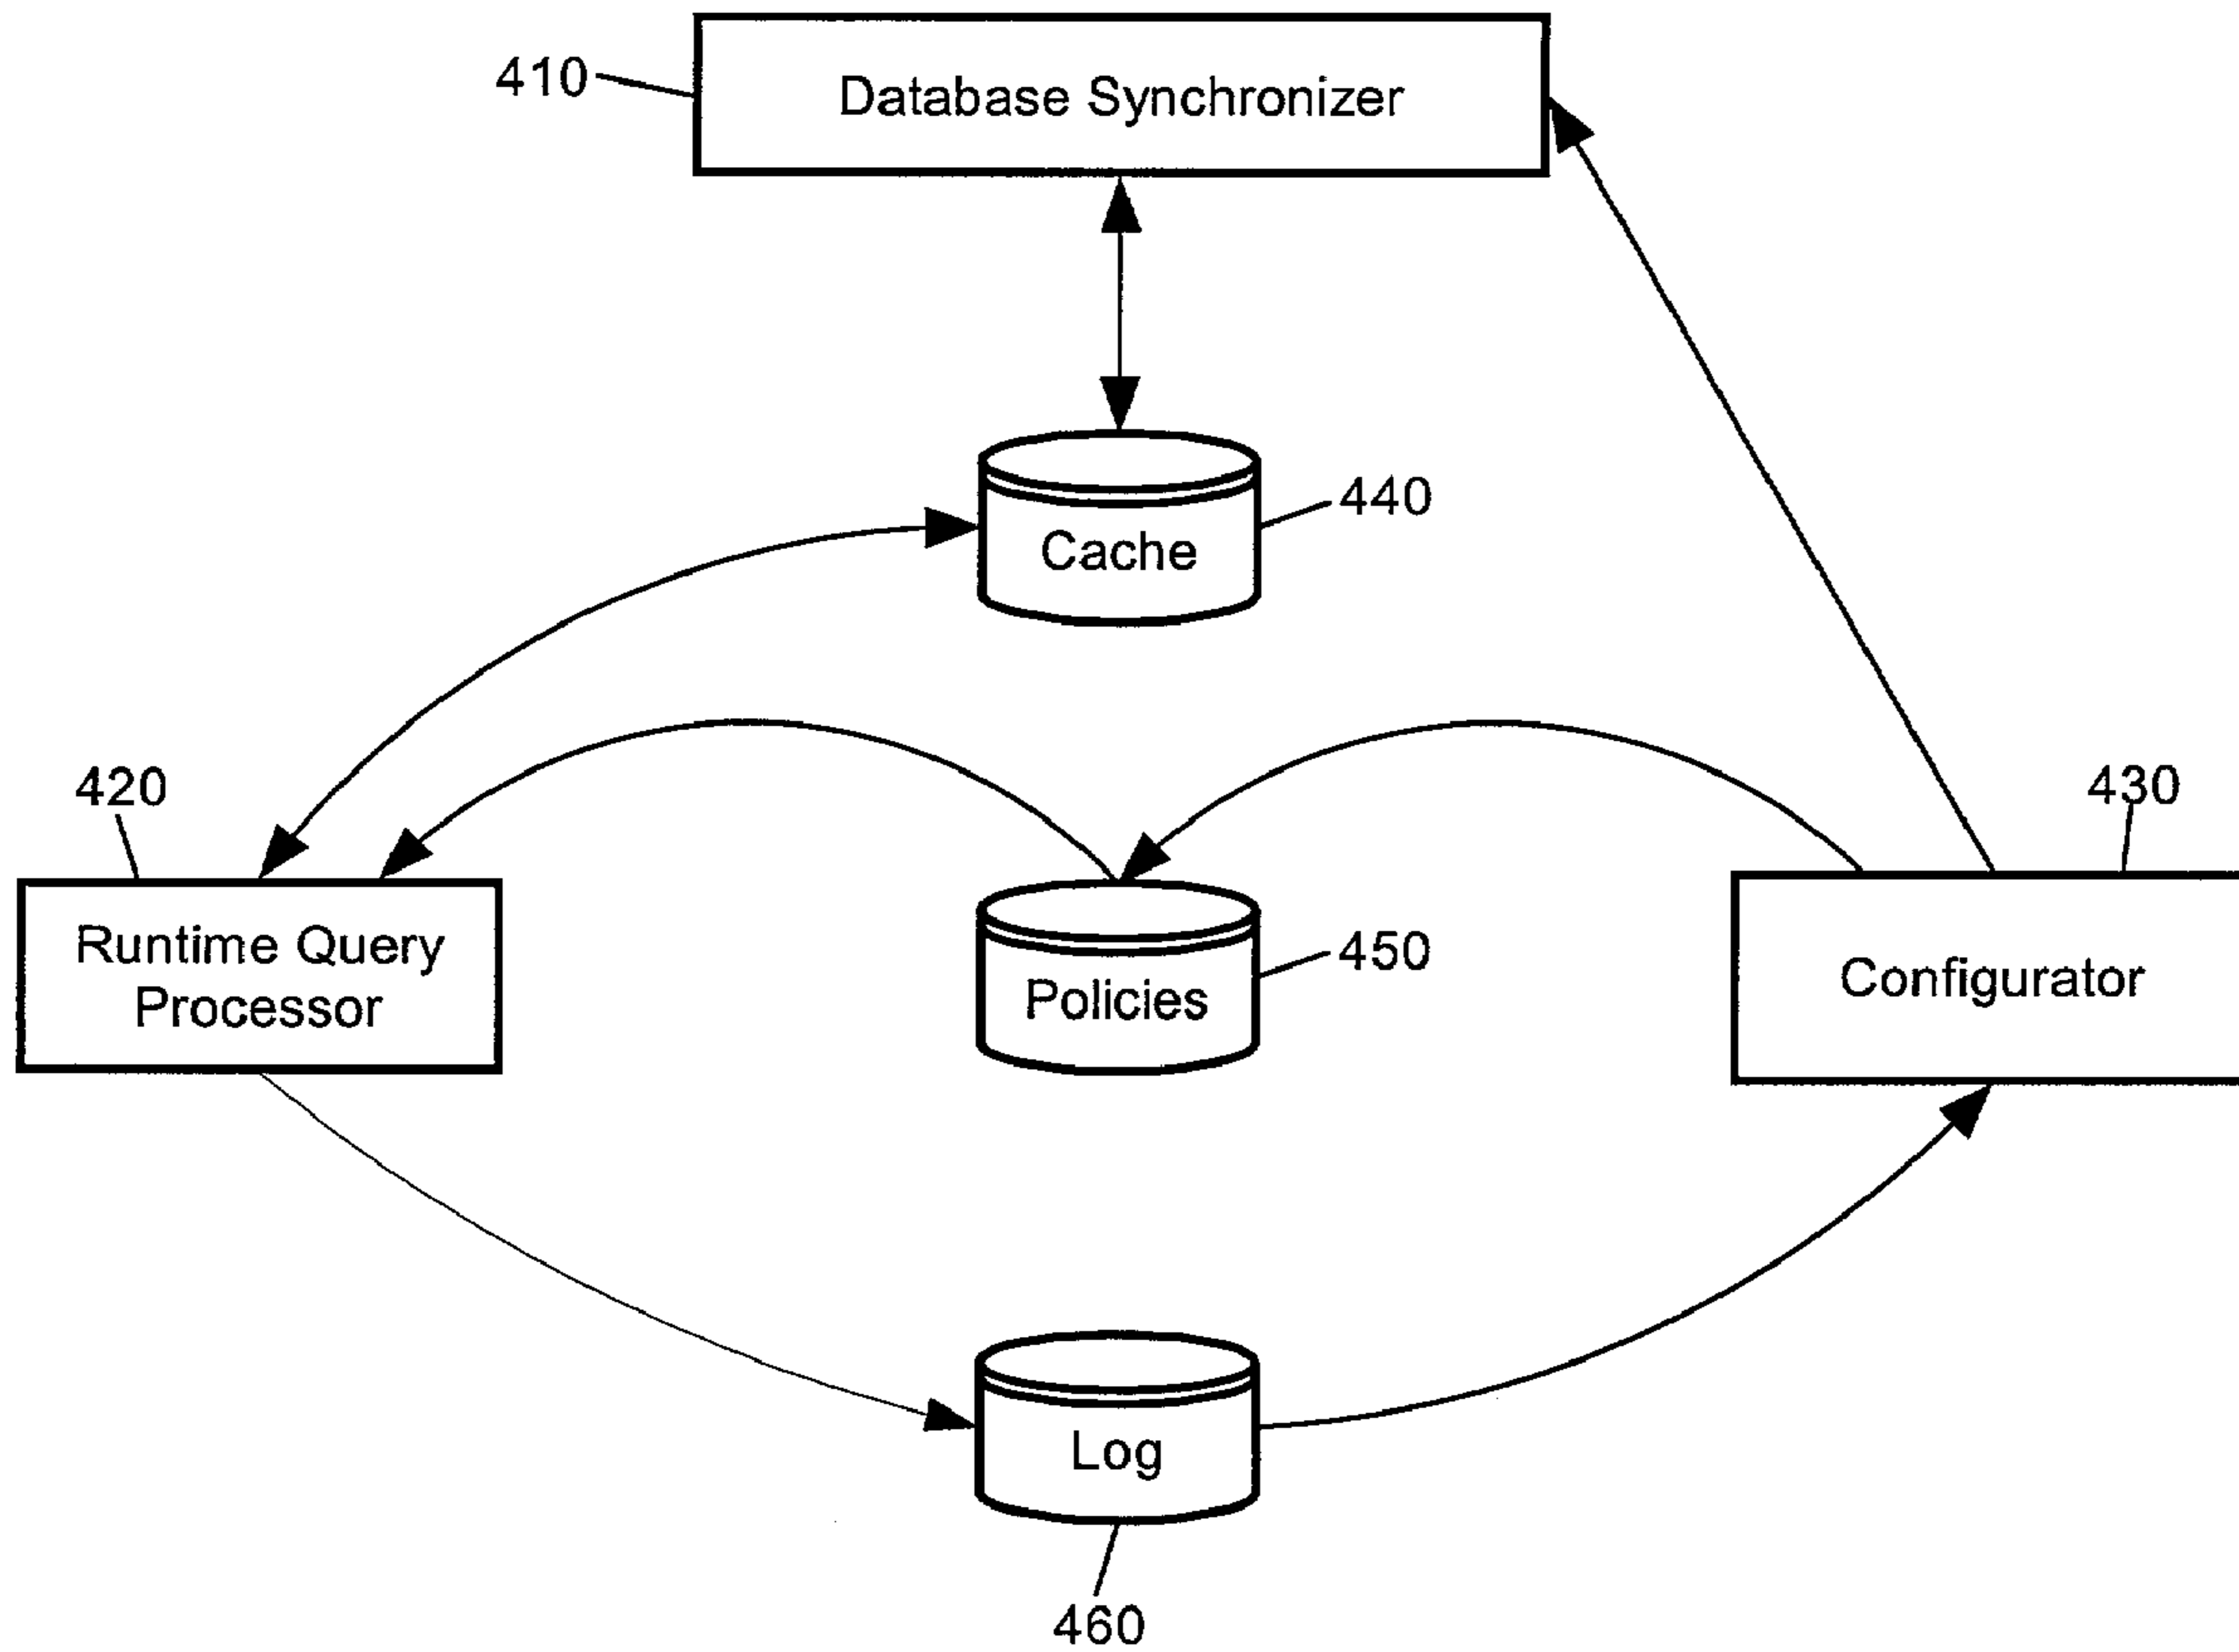 410
Database Synchronizer
440
Cache
420
430
Runtime Query
Processor
450
Policies
Configurator
Log
460